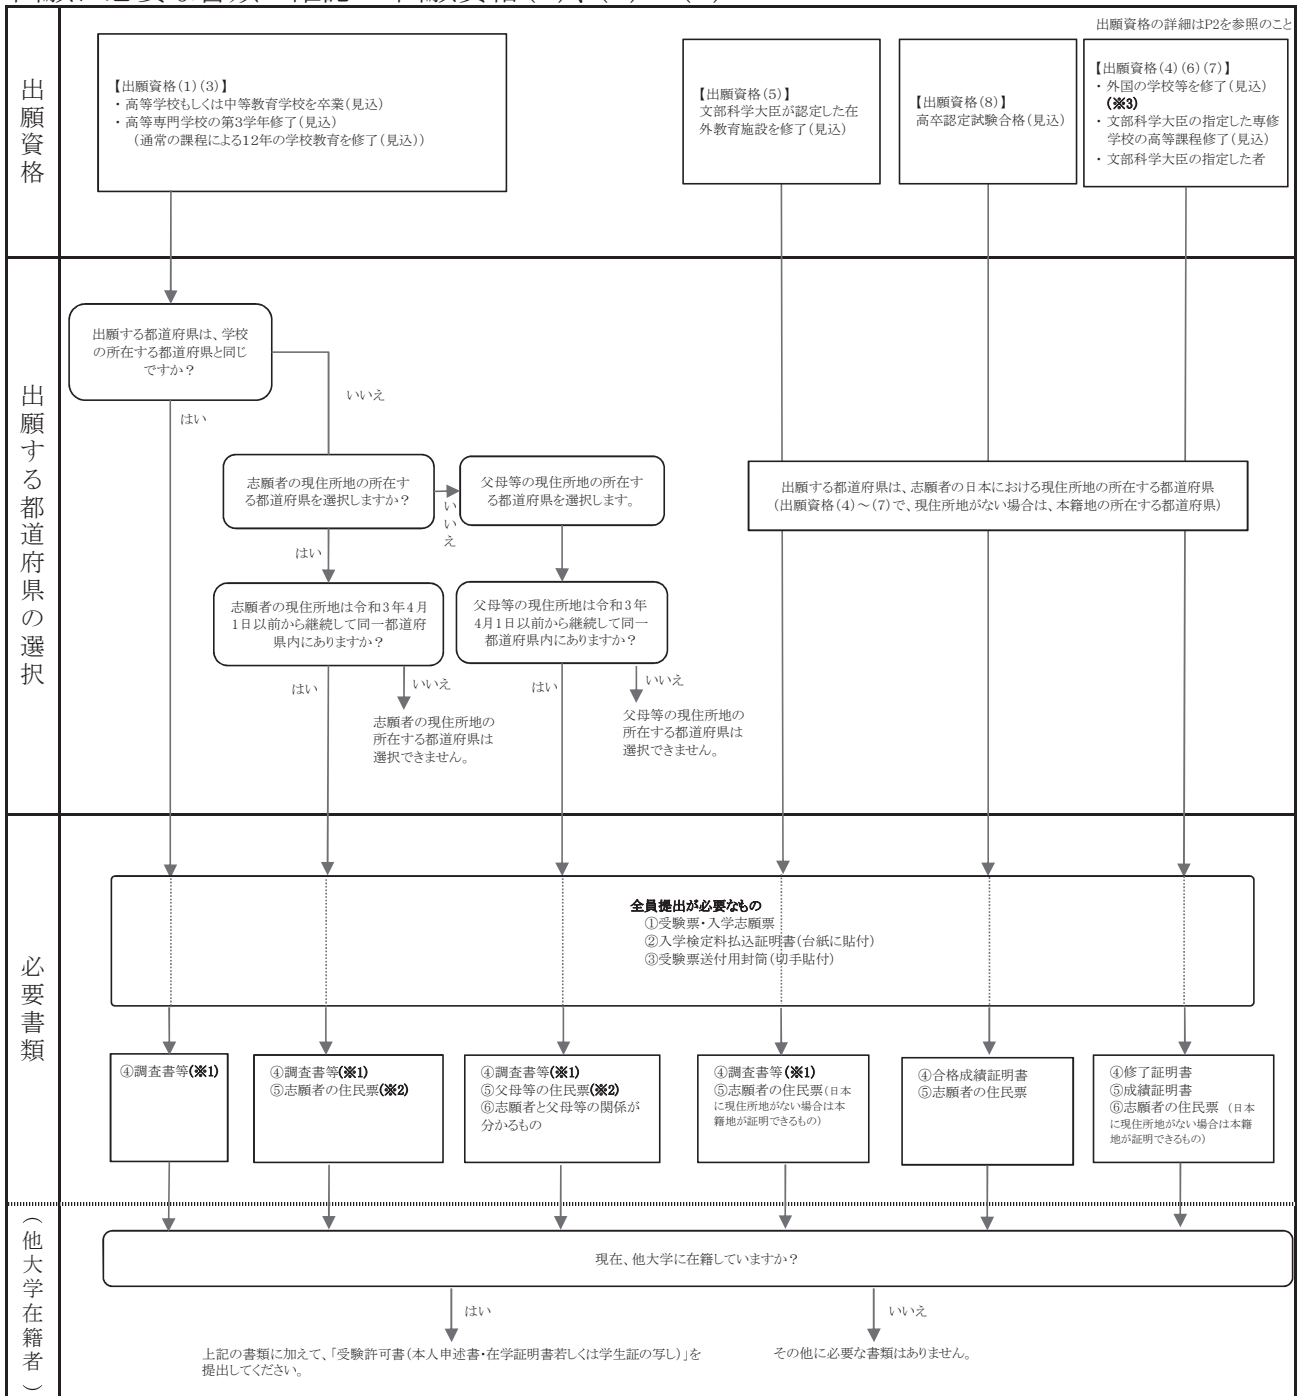 出願資格の詳細はP2を参照のこと
出願資格
【出願資格(1)(3)】
・高等学校もしくは中等教育学校を卒業(見込)
・高等専門学校の第3学年修了(見込)
(通常の課程による12年の学校教育を修了(見込))
【出願資格(5)】
文部科学大臣が認定した在
外教育施設を修了(見込)
【出願資格(8)】
高卒認定試験合格(見込)
【出願資格(4)(6)(7)】
・外国の学校等を修了(見込)
(※3)
・文部科学大臣の指定した専修
学校の高等課程修了(見込)
・文部科学大臣の指定した者
出願する都道府県の選択
出願する都道府県は、学校
の所在する都道府県と同じ
ですか？
いいえ
はい
志願者の現住所地の所在す
る都道府県を選択しますか？
いいえ
父母等の現住所地の所在す
る都道府県を選択します。
出願する都道府県は、志願者の日本における現住所地の所在する都道府県
(出願資格(4)～(7)で、現住所地がない場合は、本籍地の所在する都道府県)
はい
志願者の現住所地は令和3年4月
1日以前から継続して同一都道府
県内にありますか？
父母等の現住所地は令和3年
4月1日以前から継続して同一
都道府県内にありますか？
はい
いいえ
はい
いいえ
志願者の現住所地の
所在する都道府県は
選択できません。
父母等の現住所地の
所在する都道府県は
選択できません。
必要書類
全員提出が必要なもの
①受験票・入学志願票
②入学検定料払込証明書(台紙に貼付)
③受験票送付用封筒(切手貼付)
④調査書等(※1)
④調査書等(※1)
⑤志願者の住民票(※2)
④調査書等(※1)
⑤父母等の住民票(※2)
⑥志願者と父母等の関係が
分かるもの
④調査書等(※1)
⑤志願者の住民票(日本
に現住所地がない場合は本
籍地が証明できるもの)
④合格成績証明書
⑤志願者の住民票
④修了証明書
⑤成績証明書
⑥志願者の住民票 (日本
に現住所地がない場合は本籍
地が証明できるもの)
(他大学在籍者)
現在、他大学に在籍していますか？
はい
いいえ
上記の書類に加えて、「受験許可書(本人申述書・在学証明書若しくは学生証の写し)」を
提出してください。
その他に必要な書類はありません。